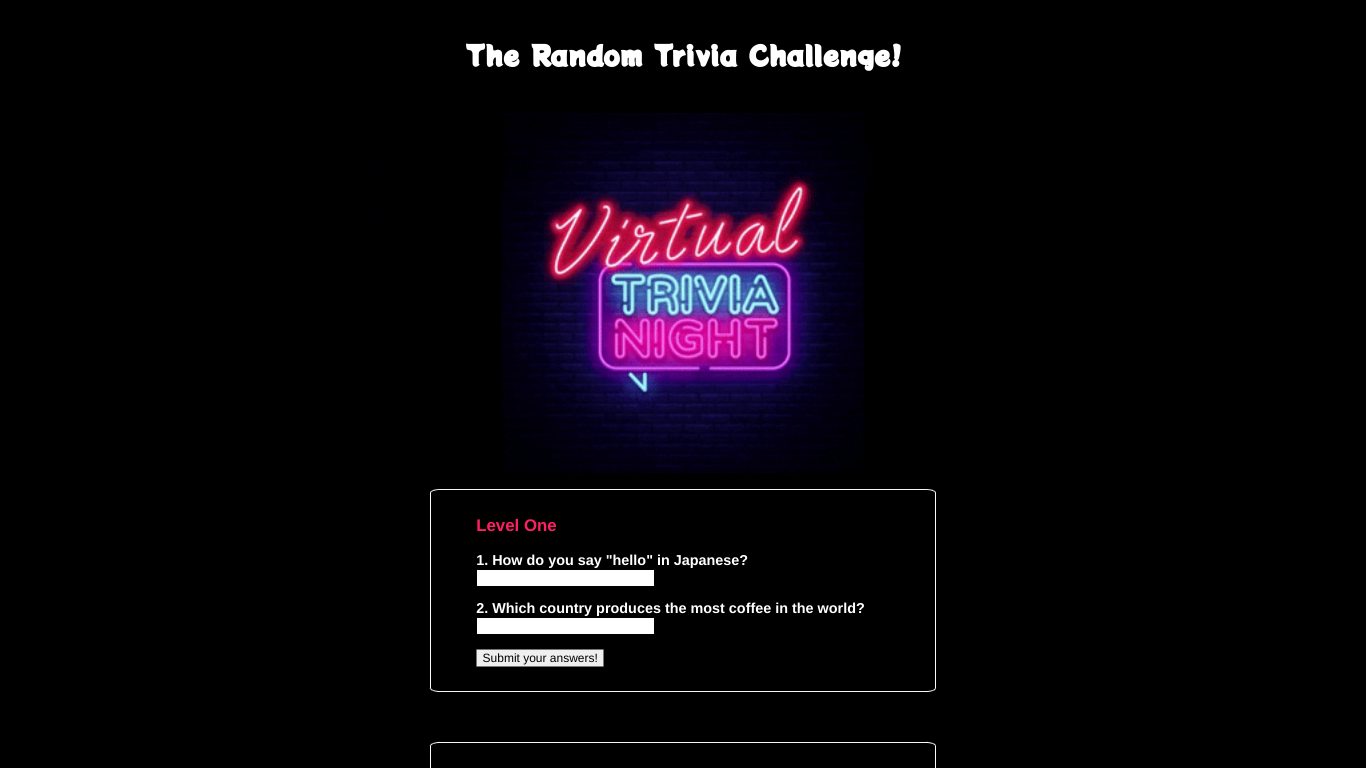 The Random Trivia Challenge!
Virtual
TRIVIA
NIGHT
Level One
1. How do you say "hello" in Japanese?
2. Which country produces the most coffee in the world?
Submit your answers!